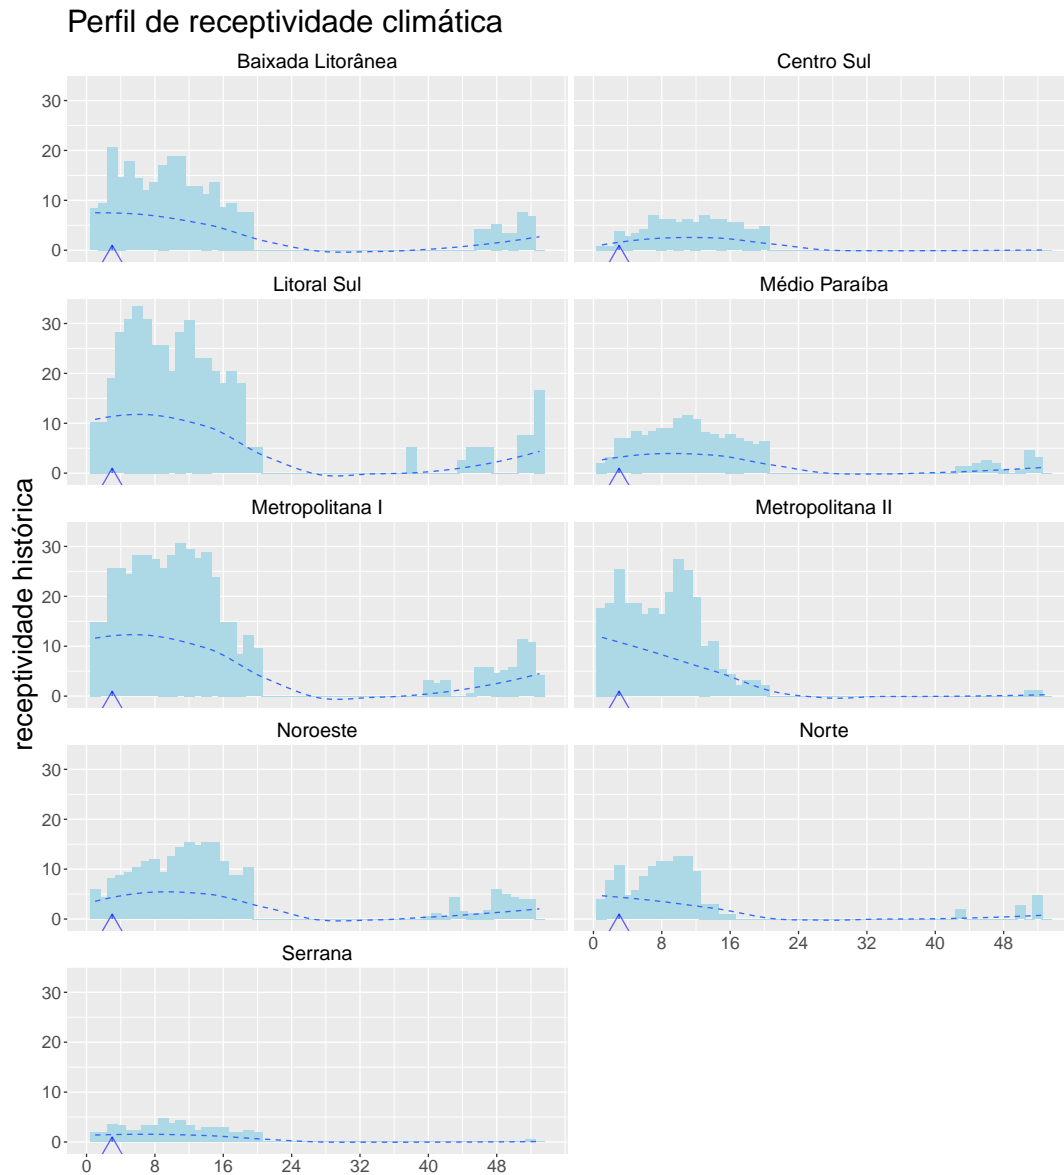 Perfil de receptividade climática
Baixada Litorânea
Centro Sul
30
20
10
0
Litoral Sul
Médio Paraíba
30
20
10
0
Metropolitana I
Metropolitana II
30
20
10
0
receptividade histórica
Noroeste
Norte
30
20
10
0
0 8 16 24 32 40 48
Serrana
30
20
10
0
0 8 16 24 32 40 48